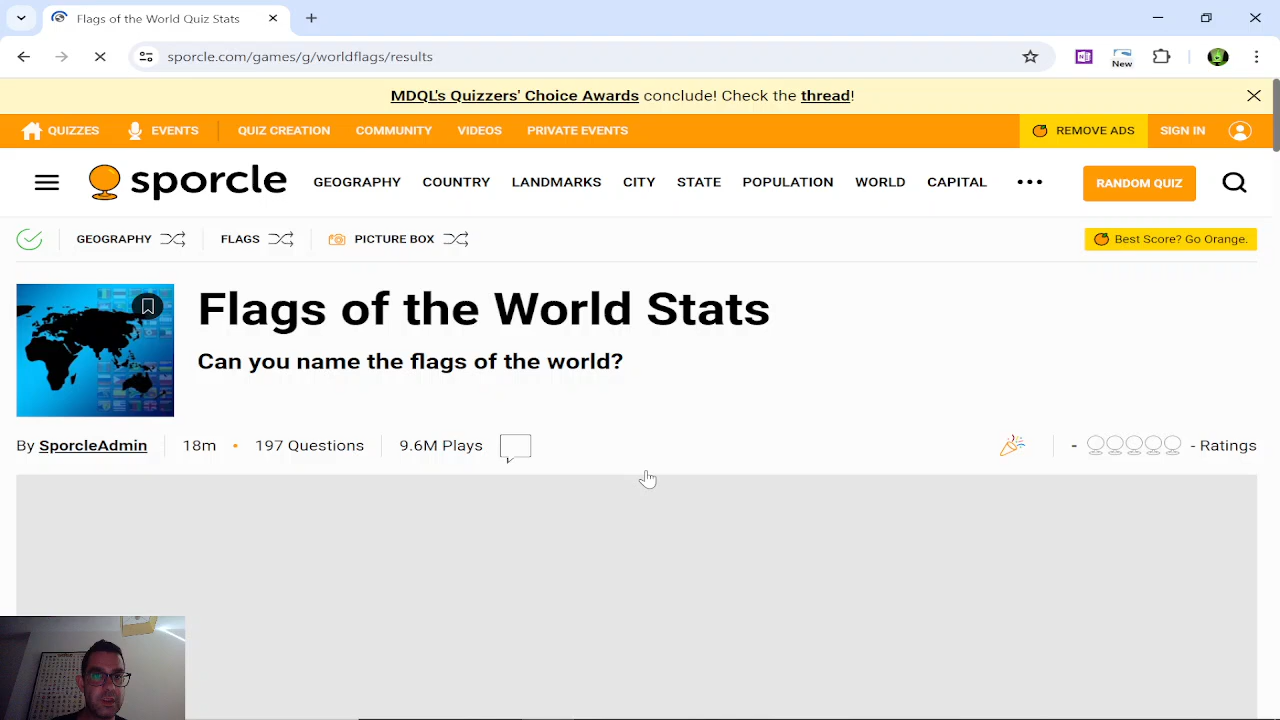 Flags of the World Quiz Stats
sporcle.com/games/g/worldflags/results
New
MDQL's Quizzers' Choice Awards conclude! Check the thread!
QUIZZES EVENTS QUIZ CREATION COMMUNITY VIDEOS PRIVATE EVENTS REMOVE ADS SIGN IN
sporcle GEOGRAPHY COUNTRY LANDMARKS CITY STATE POPULATION WORLD CAPITAL ••• RANDOM QUIZ
GEOGRAPHY FLAGS PICTURE BOX Best Score? Go Orange.
Flags of the World Stats
Can you name the flags of the world?
By SporcleAdmin 18m • 197 Questions 9.6M Plays - - Ratings